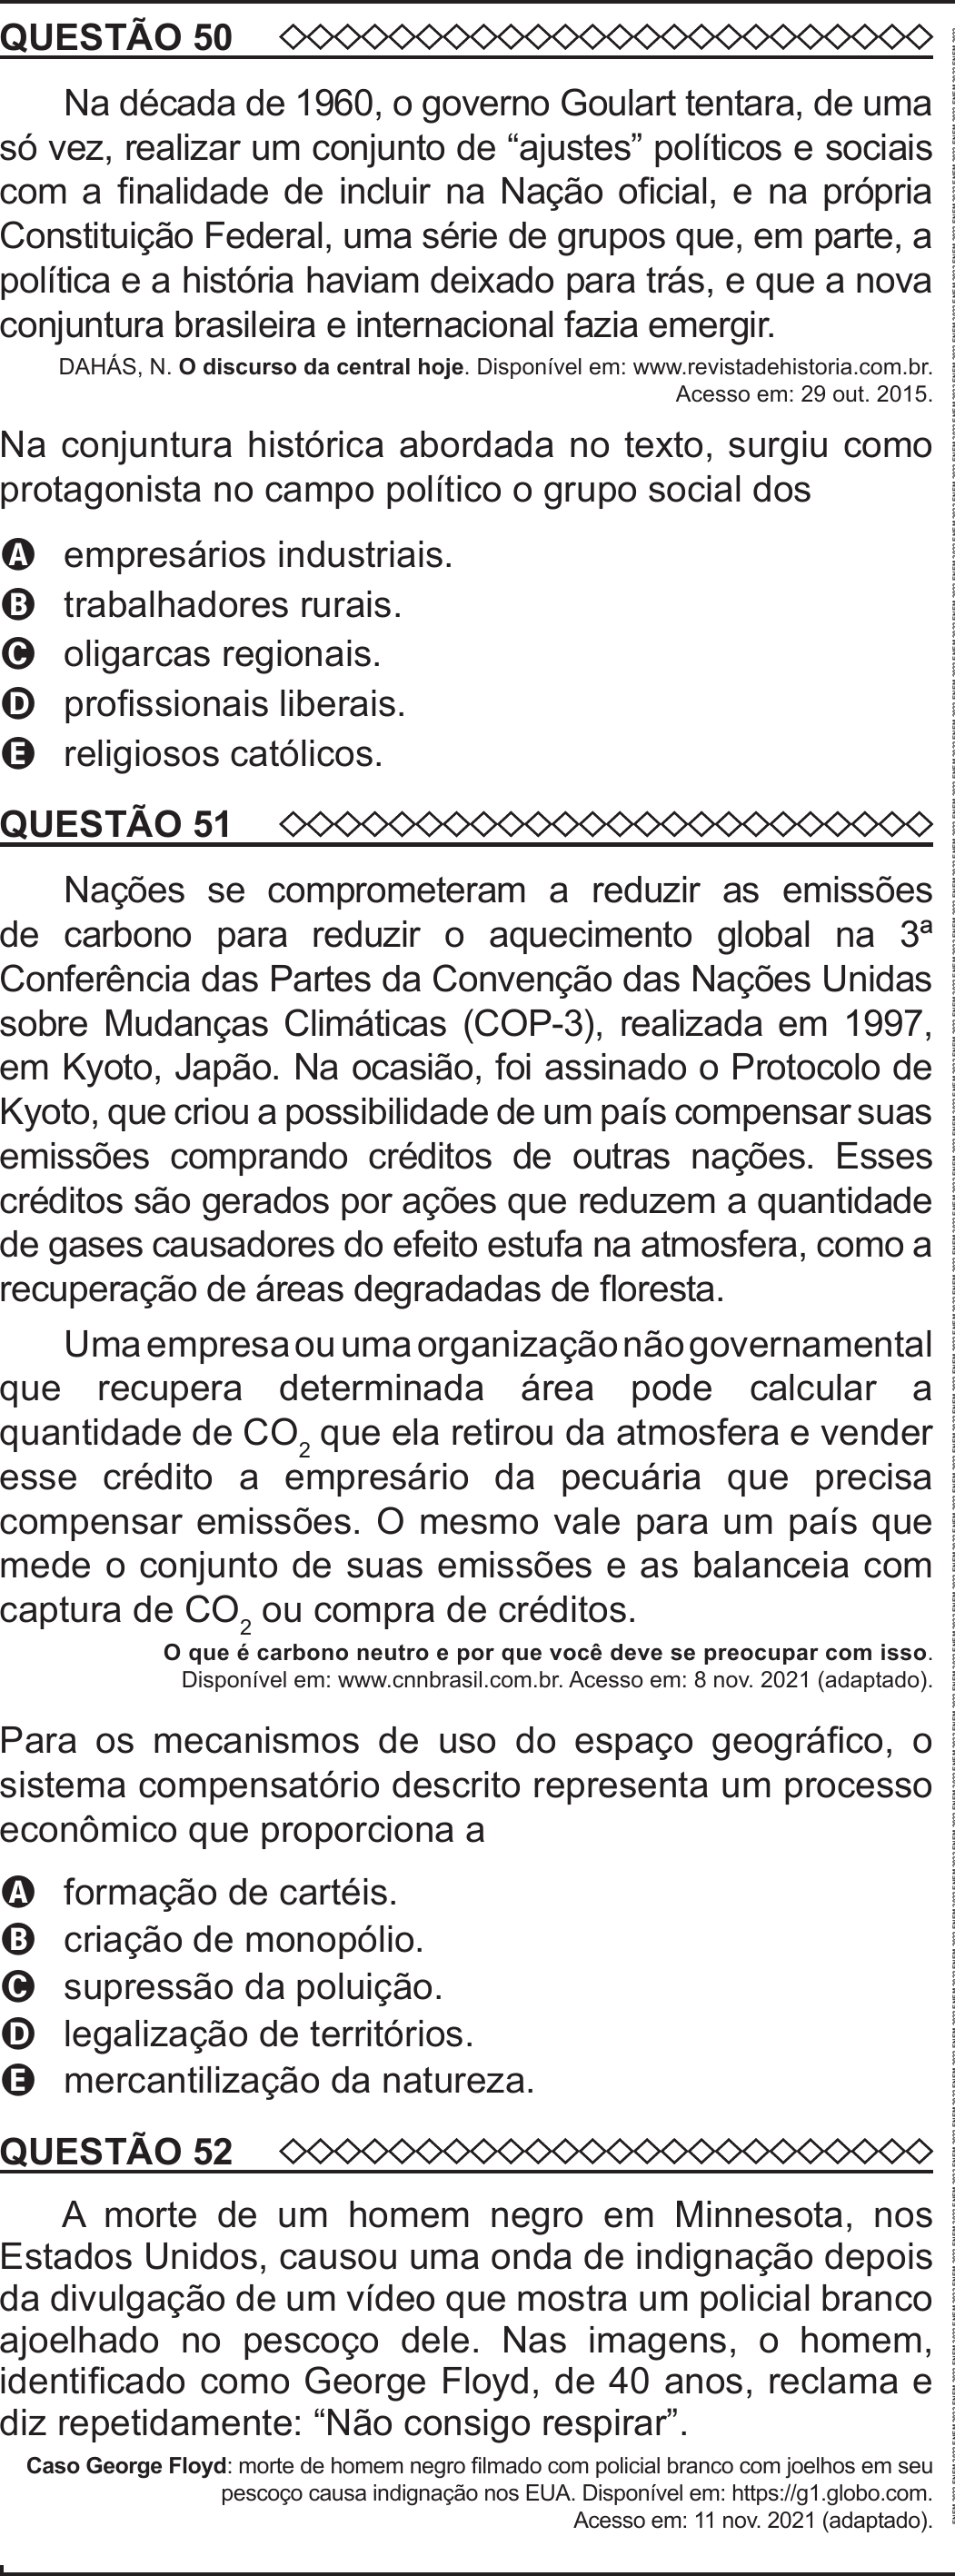 QUESTÃO 50
Na década de 1960, o governo Goulart tentara, de uma
só vez, realizar um conjunto de “ajustes” políticos e sociais
com a finalidade de incluir na Nação oficial, e na própria
Constituição Federal, uma série de grupos que, em parte, a
política e a história haviam deixado para trás, e que a nova
conjuntura brasileira e internacional fazia emergir.
DAHÁS, N. O discurso da central hoje. Disponível em: www.revistadehistoria.com.br.
Acesso em: 29 out. 2015.
Na conjuntura histórica abordada no texto, surgiu como
protagonista no campo político o grupo social dos
A empresários industriais.
B trabalhadores rurais.
C oligarcas regionais.
D profissionais liberais.
E religiosos católicos.
QUESTÃO 51
Nações se comprometeram a reduzir as emissões
de carbono para reduzir o aquecimento global na 3ª
Conferência das Partes da Convenção das Nações Unidas
sobre Mudanças Climáticas (COP-3), realizada em 1997,
em Kyoto, Japão. Na ocasião, foi assinado o Protocolo de
Kyoto, que criou a possibilidade de um país compensar suas
emissões comprando créditos de outras nações. Esses
créditos são gerados por ações que reduzem a quantidade
de gases causadores do efeito estufa na atmosfera, como a
recuperação de áreas degradadas de floresta.
Uma empresa ou uma organização não governamental
que recupera determinada área pode calcular a
quantidade de CO₂ que ela retirou da atmosfera e vender
esse crédito a empresário da pecuária que precisa
compensar emissões. O mesmo vale para um país que
mede o conjunto de suas emissões e as balanceia com
captura de CO₂ ou compra de créditos.
O que é carbono neutro e por que você deve se preocupar com isso.
Disponível em: www.cnnbrasil.com.br. Acesso em: 8 nov. 2021 (adaptado).
Para os mecanismos de uso do espaço geográfico, o
sistema compensatório descrito representa um processo
econômico que proporciona a
A formação de cartéis.
B criação de monopólio.
C supressão da poluição.
D legalização de territórios.
E mercantilização da natureza.
QUESTÃO 52
A morte de um homem negro em Minnesota, nos
Estados Unidos, causou uma onda de indignação depois
da divulgação de um vídeo que mostra um policial branco
ajoelhado no pescoço dele. Nas imagens, o homem,
identificado como George Floyd, de 40 anos, reclama e
diz repetidamente: “Não consigo respirar”.
Caso George Floyd: morte de homem negro filmado com policial branco com joelhos em seu
pescoço causa indignação nos EUA. Disponível em: https://g1.globo.com.
Acesso em: 11 nov. 2021 (adaptado).